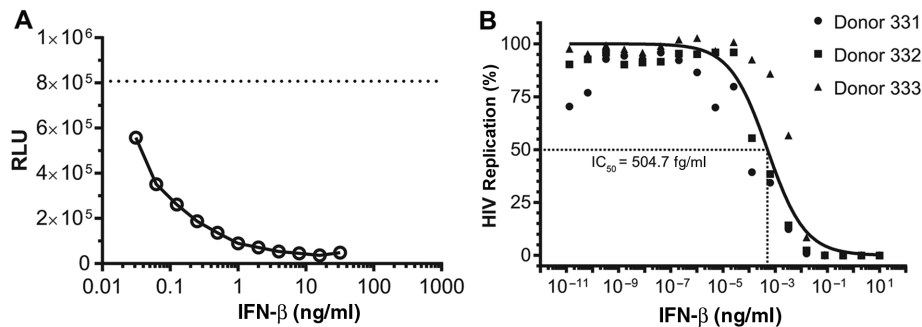 A
RLU
1×10⁶
8×10⁵
6×10⁵
4×10⁵
2×10⁵
0
0.01 0.1 1 10 100 1000
IFN-β (ng/ml)
B
HIV Replication (%)
100
75
50
25
0
IC₅₀ = 504.7 fg/ml
10⁻¹¹ 10⁻⁹ 10⁻⁷ 10⁻⁵ 10⁻³ 10⁻¹ 10¹
IFN-β (ng/ml)
Donor 331
Donor 332
Donor 333